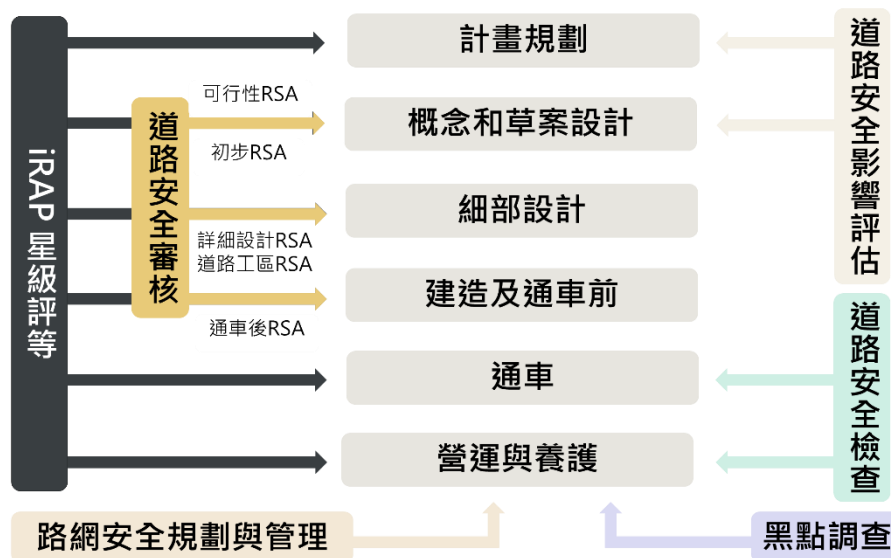 iRAP 星級評等
道路安全審核
可行性RSA
初步RSA
詳細設計RSA
道路工區RSA
通車後RSA
計畫規劃
概念和草案設計
細部設計
建造及通車前
通車
營運與養護
道路安全影響評估
道路安全檢查
路網安全規劃與管理
黑點調查